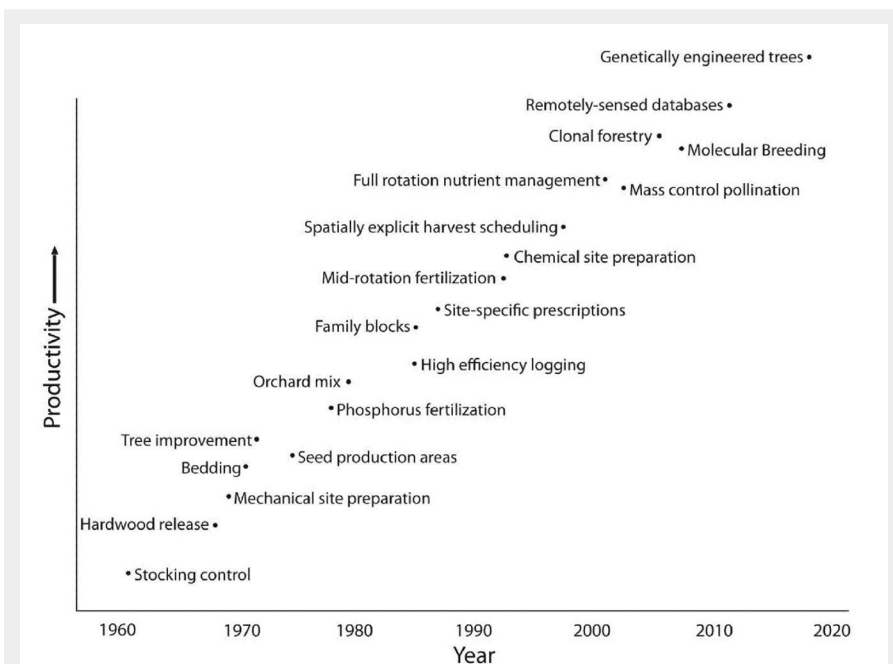 Genetically engineered trees
Remotely-sensed databases
Clonal forestry
Molecular Breeding
Full rotation nutrient management
Mass control pollination
Spatially explicit harvest scheduling
Chemical site preparation
Mid-rotation fertilization
Site-specific prescriptions
Family blocks
High efficiency logging
Orchard mix
Phosphorus fertilization
Tree improvement
Seed production areas
Bedding
Mechanical site preparation
Hardwood release
Stocking control
Productivity
1960 1970 1980 1990 2000 2010 2020
Year